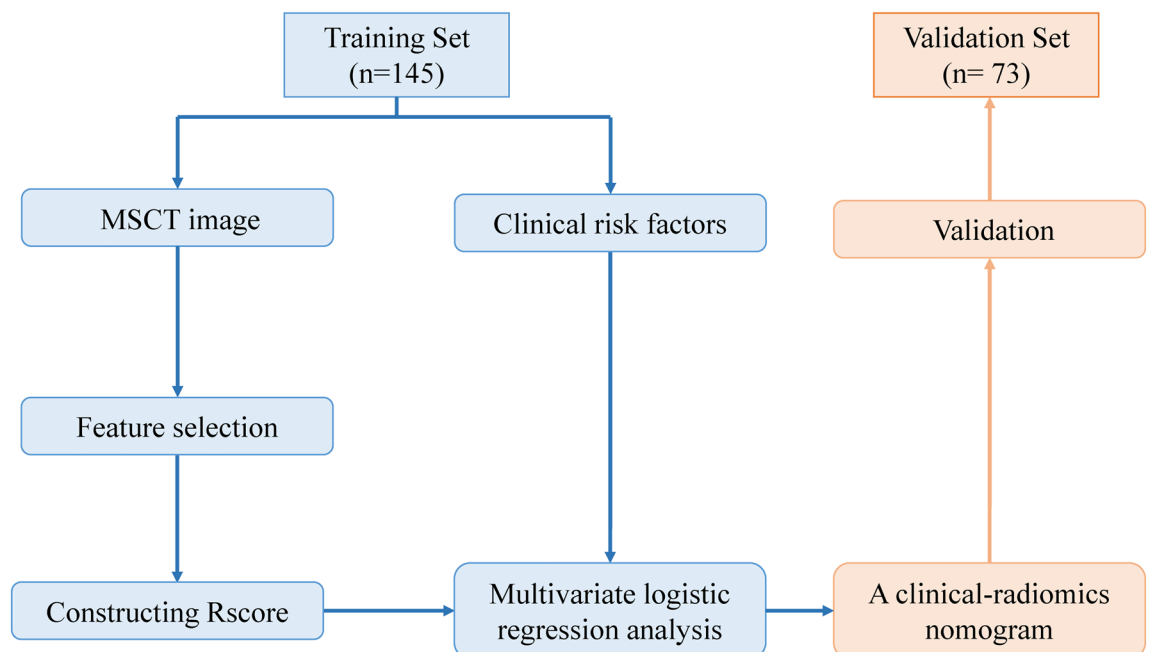 Training Set
(n=145)
Validation Set
(n= 73)
MSCT image
Clinical risk factors
Validation
Feature selection
Constructing Rscore
Multivariate logistic
regression analysis
A clinical-radiomics
nomogram